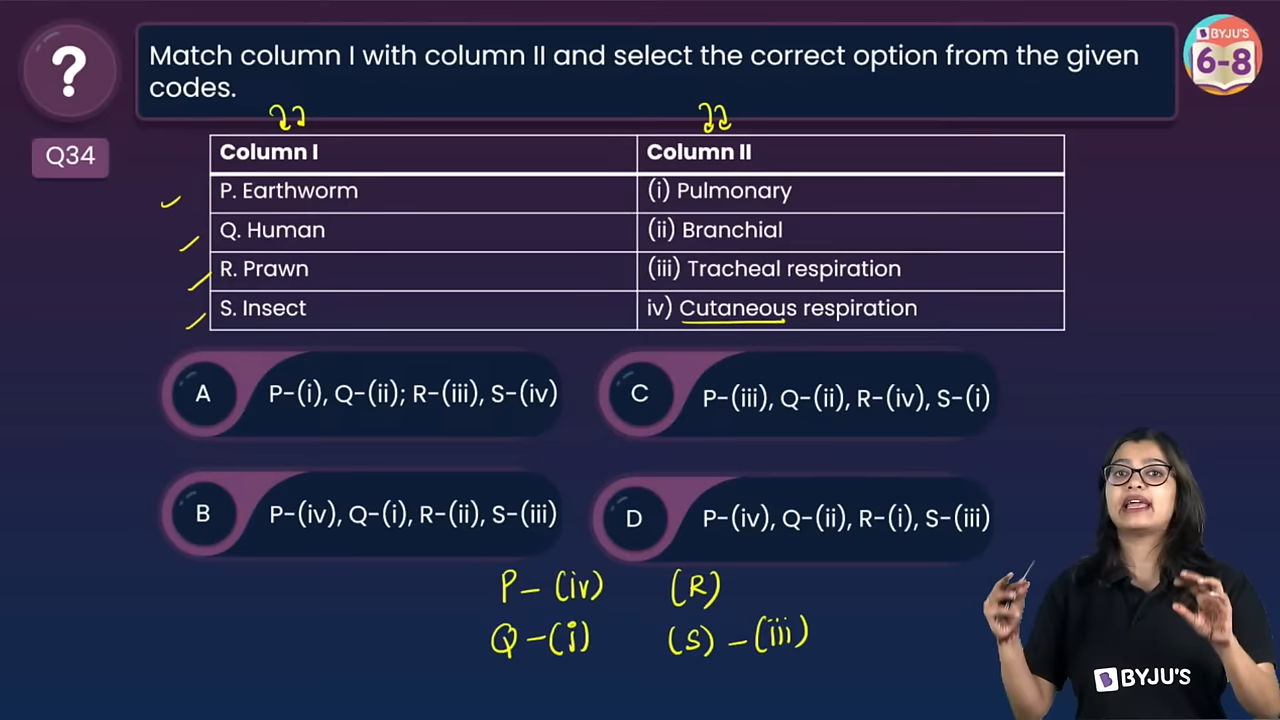 ?
Match column I with column II and select the correct option from the given
codes.
BYJU'S
6-8
Q34
Column I Column II
P. Earthworm (i) Pulmonary
Q. Human (ii) Branchial
R. Prawn (iii) Tracheal respiration
S. Insect iv) Cutaneous respiration
A P-(i), Q-(ii); R-(iii), S-(iv)
C P-(iii), Q-(ii), R-(iv), S-(i)
B P-(iv), Q-(i), R-(ii), S-(iii)
D P-(iv), Q-(ii), R-(i), S-(iii)
P – (iv) (R)
Q – (i) (S) – (iii)
BYJU'S